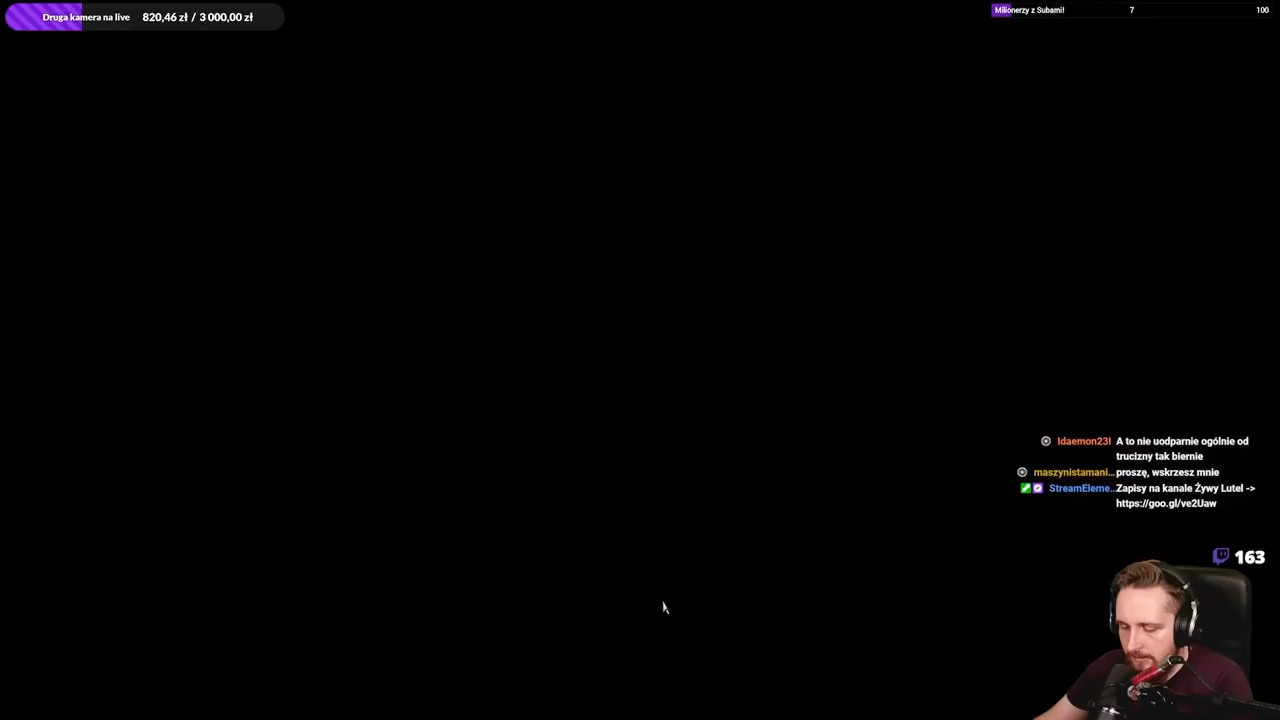 Druga kamera na live 820,46 zł / 3 000,00 zł
Milionerzy z Subami! 7 100
Idaemon23I A to nie uodparnie ogólnie od
trucizny tak biernie
maszynistamani... proszę, wskrzesz mnie
StreamEleme... Zapisy na kanale Żywy Lutel ->
https://goo.gl/ve2Uaw
163